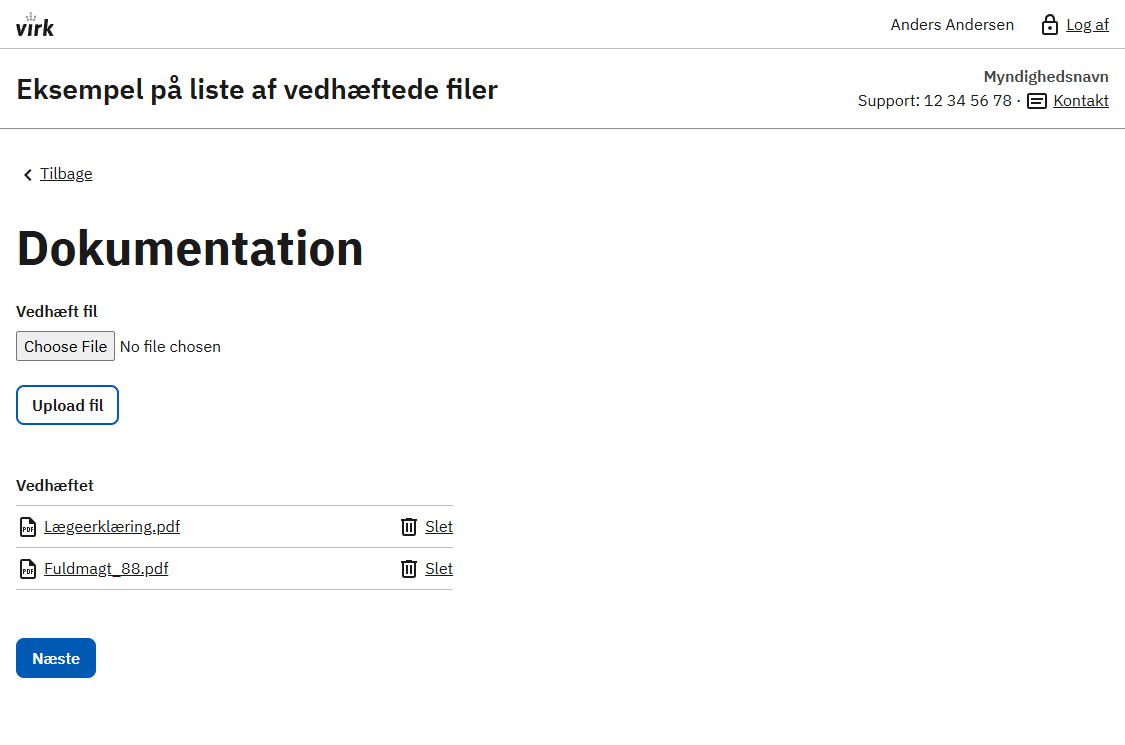 virk
Anders Andersen
Log af
Eksempel på liste af vedhæftede filer
Myndighedsnavn
Support: 12 34 56 78 · Kontakt
Tilbage
Dokumentation
Vedhæft fil
Choose File No file chosen
Upload fil
Vedhæftet
PDF Lægeerklæring.pdf Slet
PDF Fuldmagt_88.pdf Slet
Næste